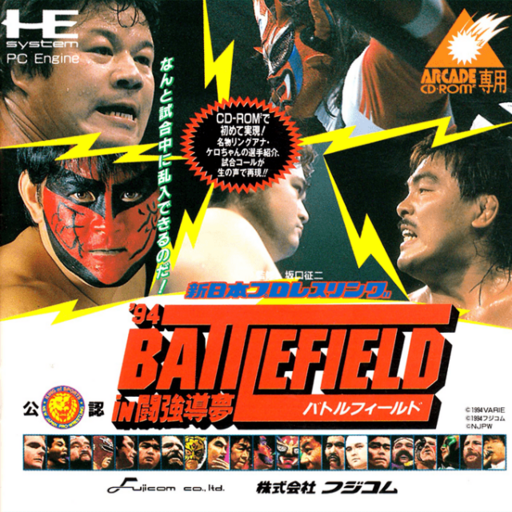 HE
system
PC Engine
ARCADE
CD-ROM²
専用
なんと試合中に乱入できるのだ!
CD-ROM²で
初めて実現!
名物リングアナ・
ケロちゃんの選手紹介、
試合コールが
生の声で再現!!
坂口征二
新日本プロレスリング
'94
BATTLEFIELD
in 闘強導夢
バトルフィールド
公 認
©1994VARIE
©1994フジコム
©NJPW
Fujicom co., ltd.
株式会社 フジコム